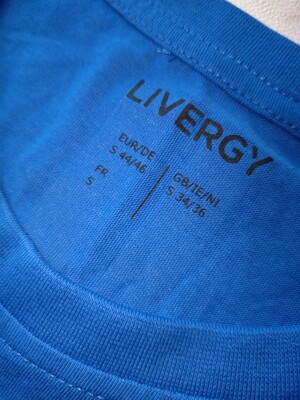 LIVERGY
EUR/DE
S 44/46
FR
S
GB/IE/NI
S 34/36